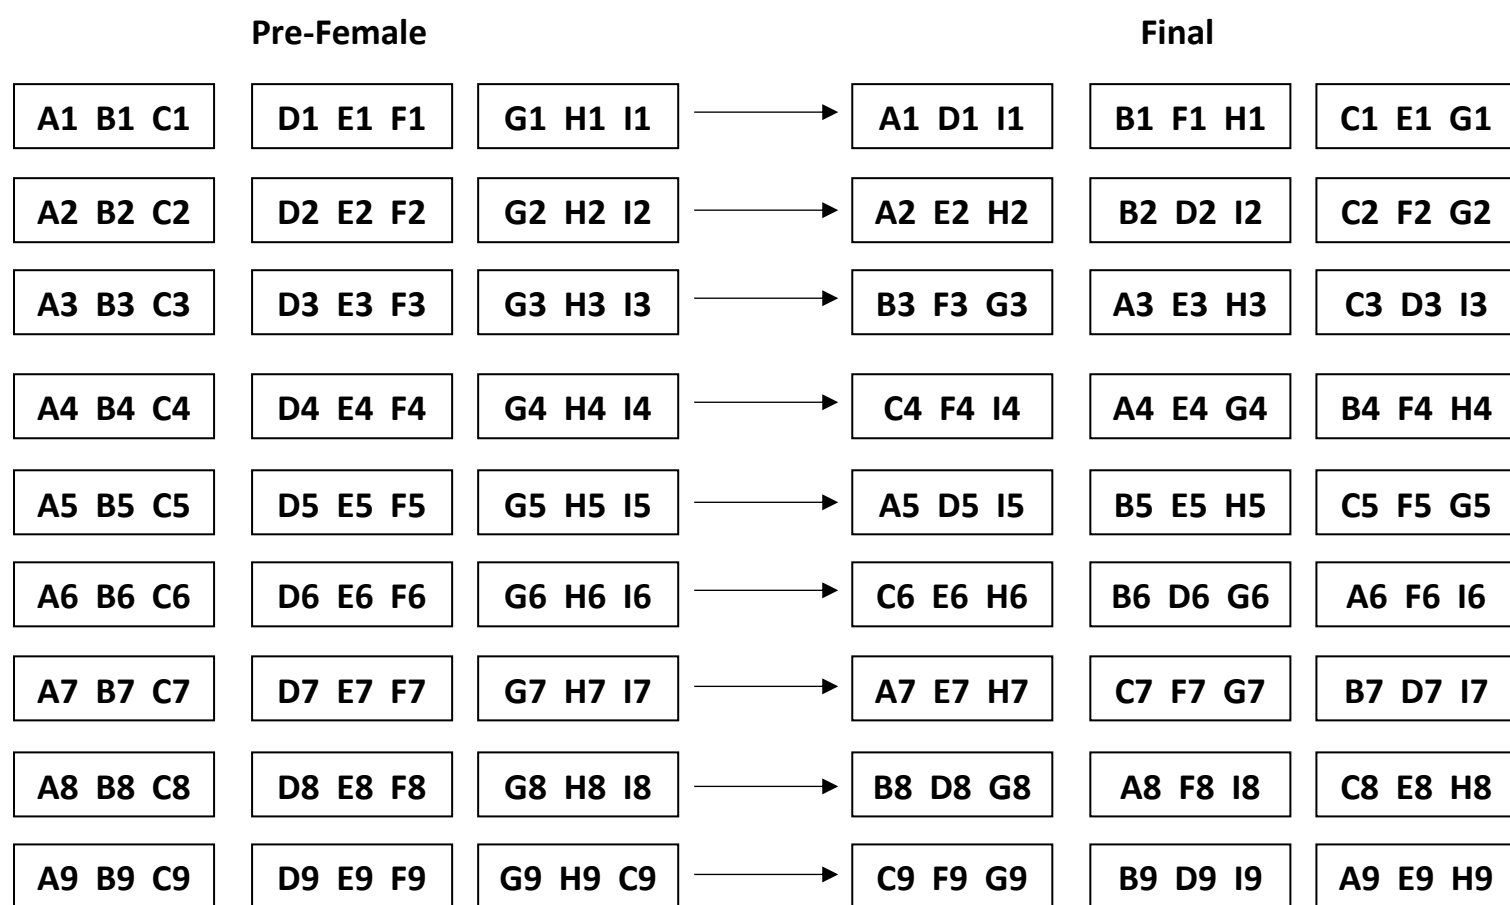 Pre-Female Final
A1 B1 C1 D1 E1 F1 G1 H1 I1 A1 D1 I1 B1 F1 H1 C1 E1 G1
A2 B2 C2 D2 E2 F2 G2 H2 I2 A2 E2 H2 B2 D2 I2 C2 F2 G2
A3 B3 C3 D3 E3 F3 G3 H3 I3 B3 F3 G3 A3 E3 H3 C3 D3 I3
A4 B4 C4 D4 E4 F4 G4 H4 I4 C4 F4 I4 A4 E4 G4 B4 F4 H4
A5 B5 C5 D5 E5 F5 G5 H5 I5 A5 D5 I5 B5 E5 H5 C5 F5 G5
A6 B6 C6 D6 E6 F6 G6 H6 I6 C6 E6 H6 B6 D6 G6 A6 F6 I6
A7 B7 C7 D7 E7 F7 G7 H7 I7 A7 E7 H7 C7 F7 G7 B7 D7 I7
A8 B8 C8 D8 E8 F8 G8 H8 I8 B8 D8 G8 A8 F8 I8 C8 E8 H8
A9 B9 C9 D9 E9 F9 G9 H9 C9 C9 F9 G9 B9 D9 I9 A9 E9 H9